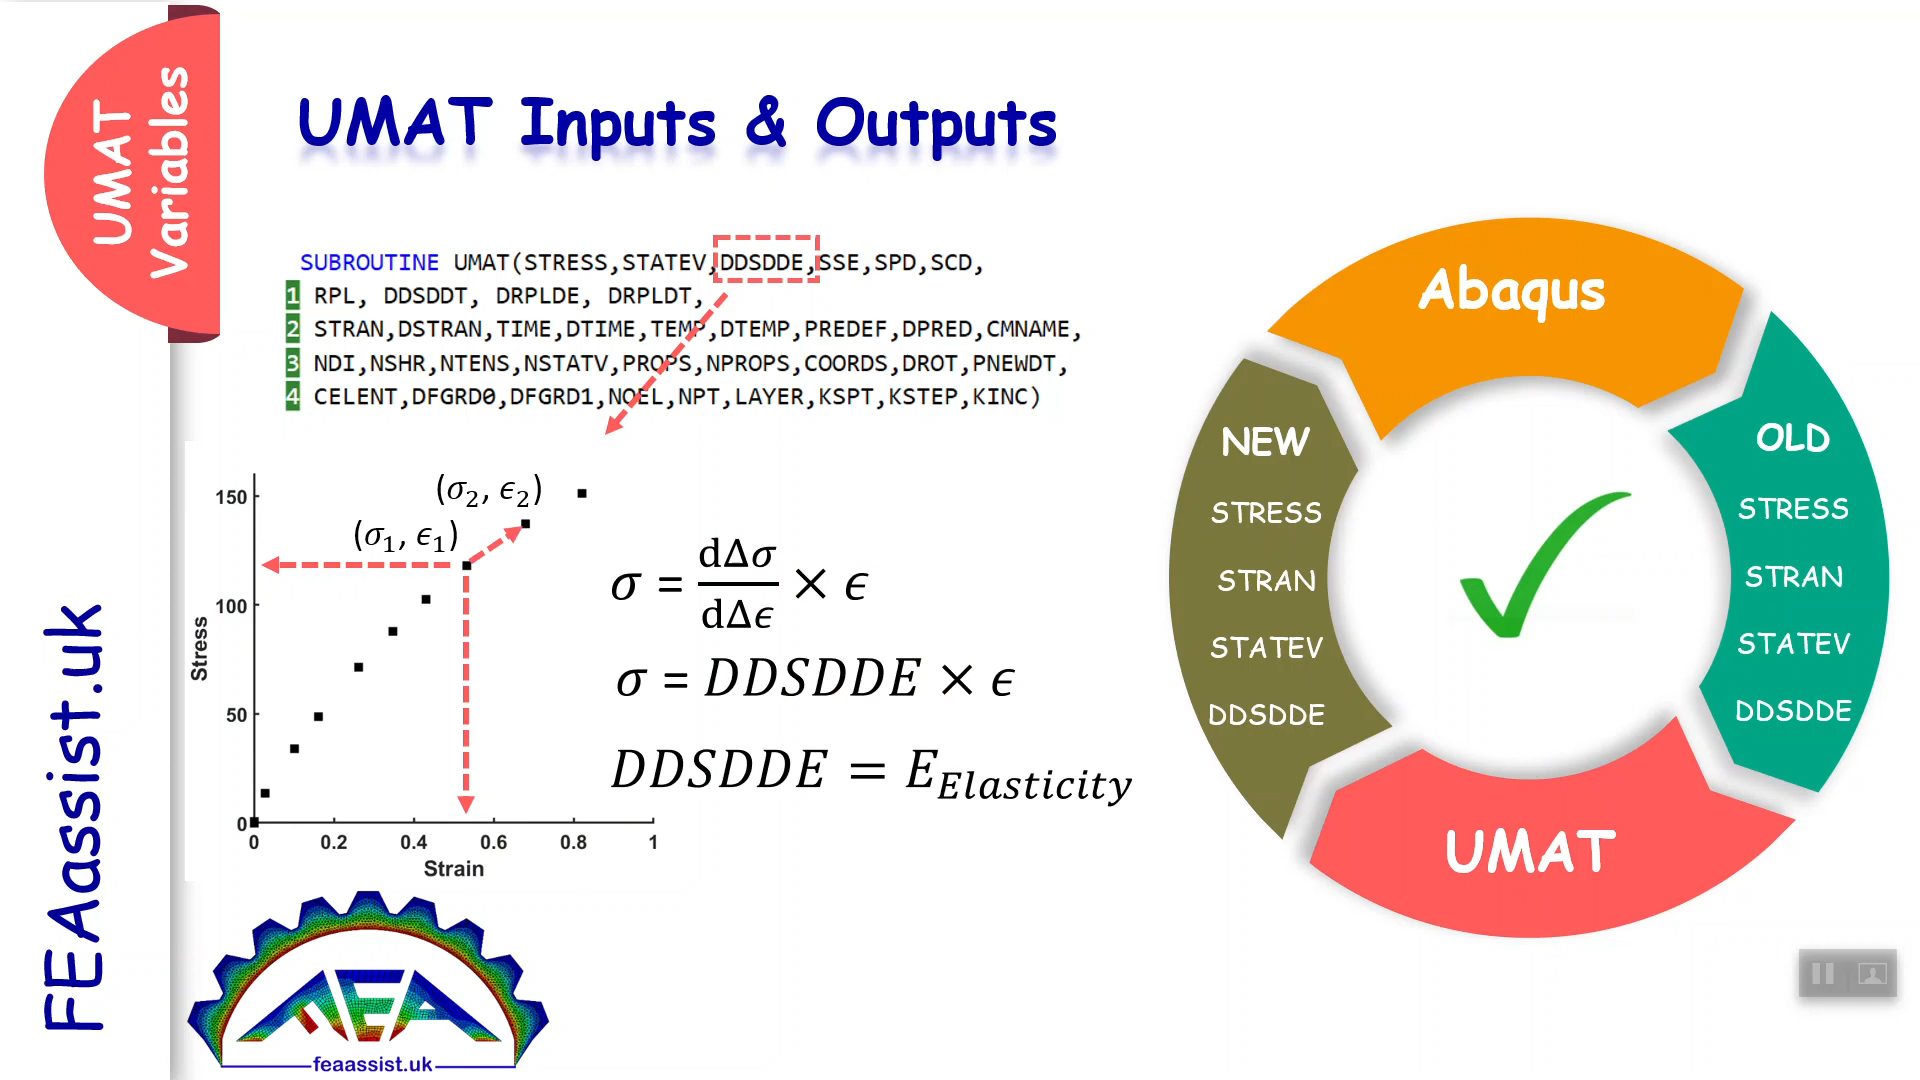 UMAT
Variables
UMAT Inputs & Outputs
SUBROUTINE UMAT(STRESS,STATEV,DDSDDE,SSE,SPD,SCD,
1 RPL, DDSDDT, DRPLDE, DRPLDT,
2 STRAN,DSTRAN,TIME,DTIME,TEMP,DTEMP,PREDEF,DPRED,CMNAME,
3 NDI,NSHR,NTENS,NSTATV,PROPS,NPROPS,COORDS,DROT,PNEWDT,
4 CELENT,DFGRD0,DFGRD1,NOEL,NPT,LAYER,KSPT,KSTEP,KINC)
150
100
50
0
0 0.2 0.4 0.6 0.8 1
Stress
Strain
(σ₂, ϵ₂)
(σ₁, ϵ₁)
σ = dΔσ/dΔϵ × ϵ
σ = DDSDDE × ϵ
DDSDDE = E_Elasticity
Abaqus
OLD
STRESS
STRAN
STATEV
DDSDDE
UMAT
NEW
STRESS
STRAN
STATEV
DDSDDE
FEAassist.uk
FEA
feaassist.uk